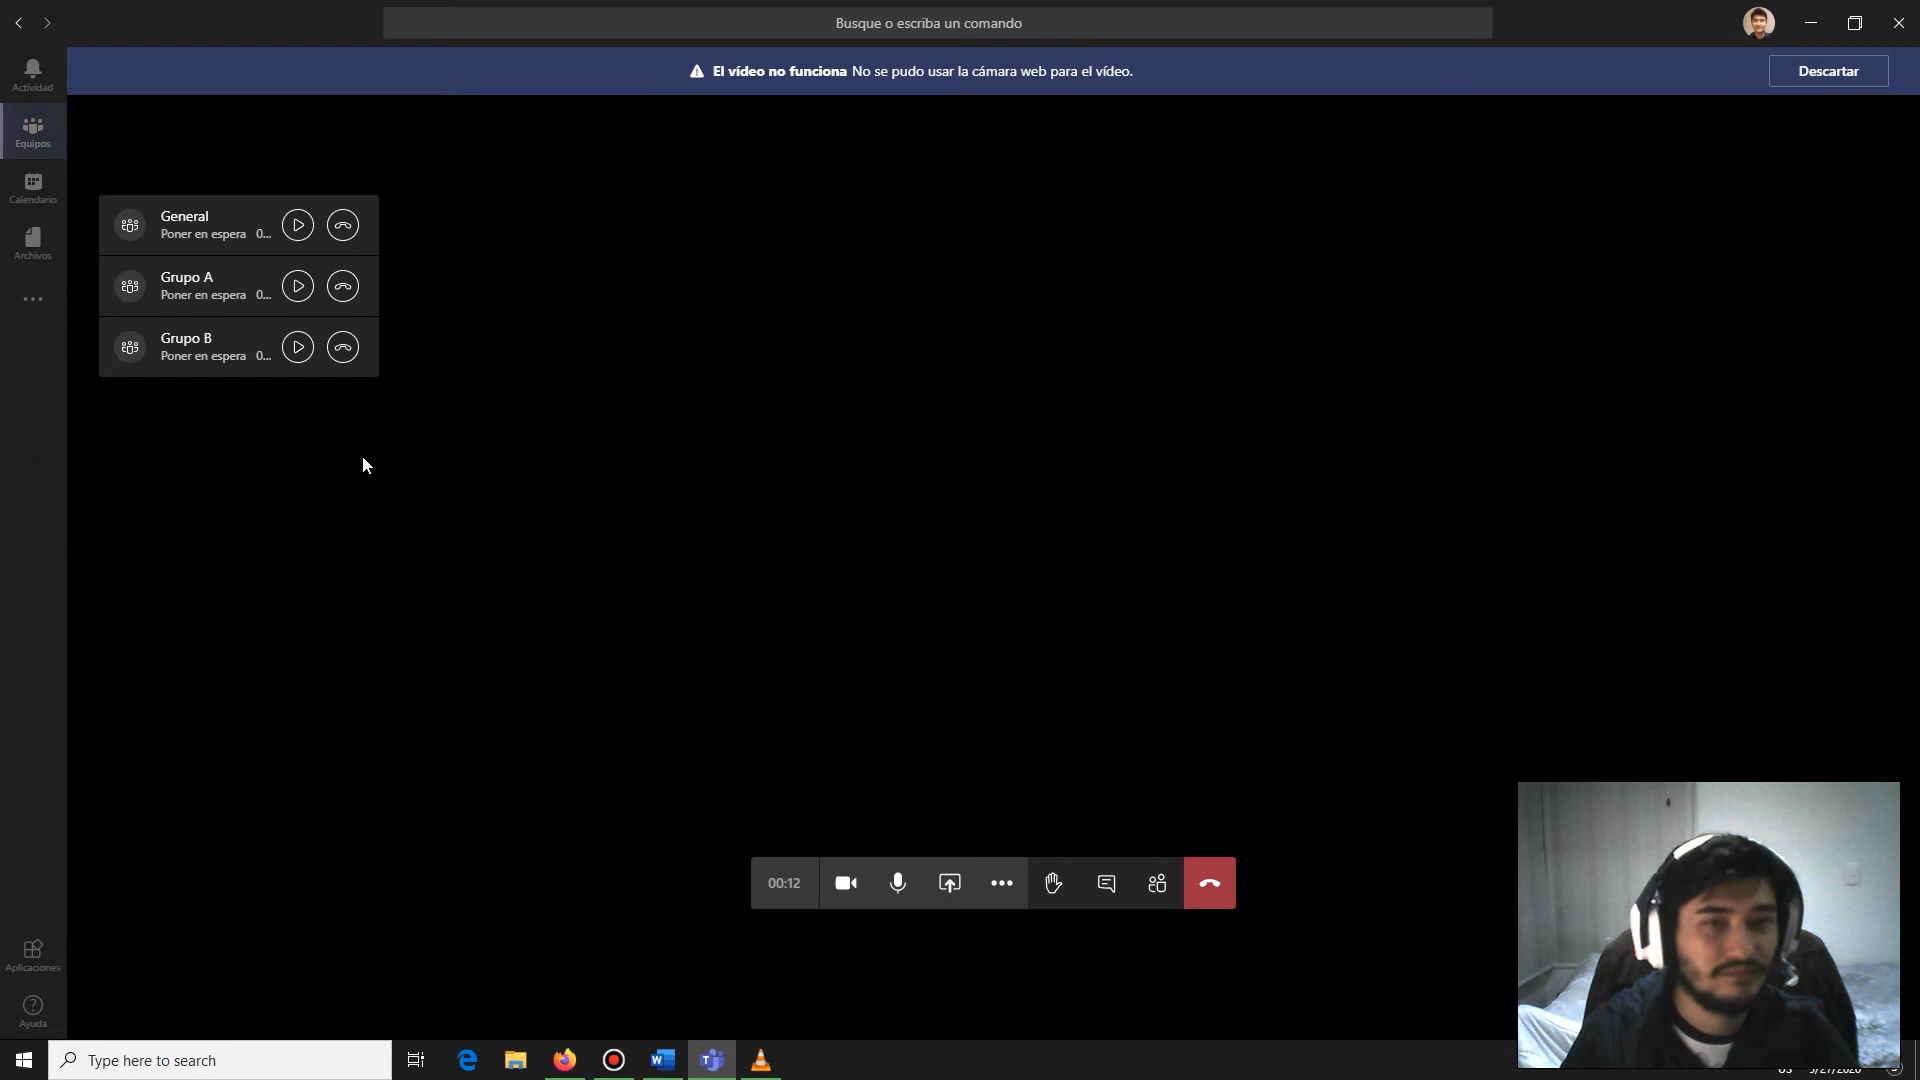 Busque o escriba un comando
El vídeo no funciona No se pudo usar la cámara web para el vídeo.
Descartar
Actividad
Equipos
Calendario
Archivos
General
Poner en espera 0...
Grupo A
Poner en espera 0...
Grupo B
Poner en espera 0...
00:12
Aplicaciones
Ayuda
Type here to search